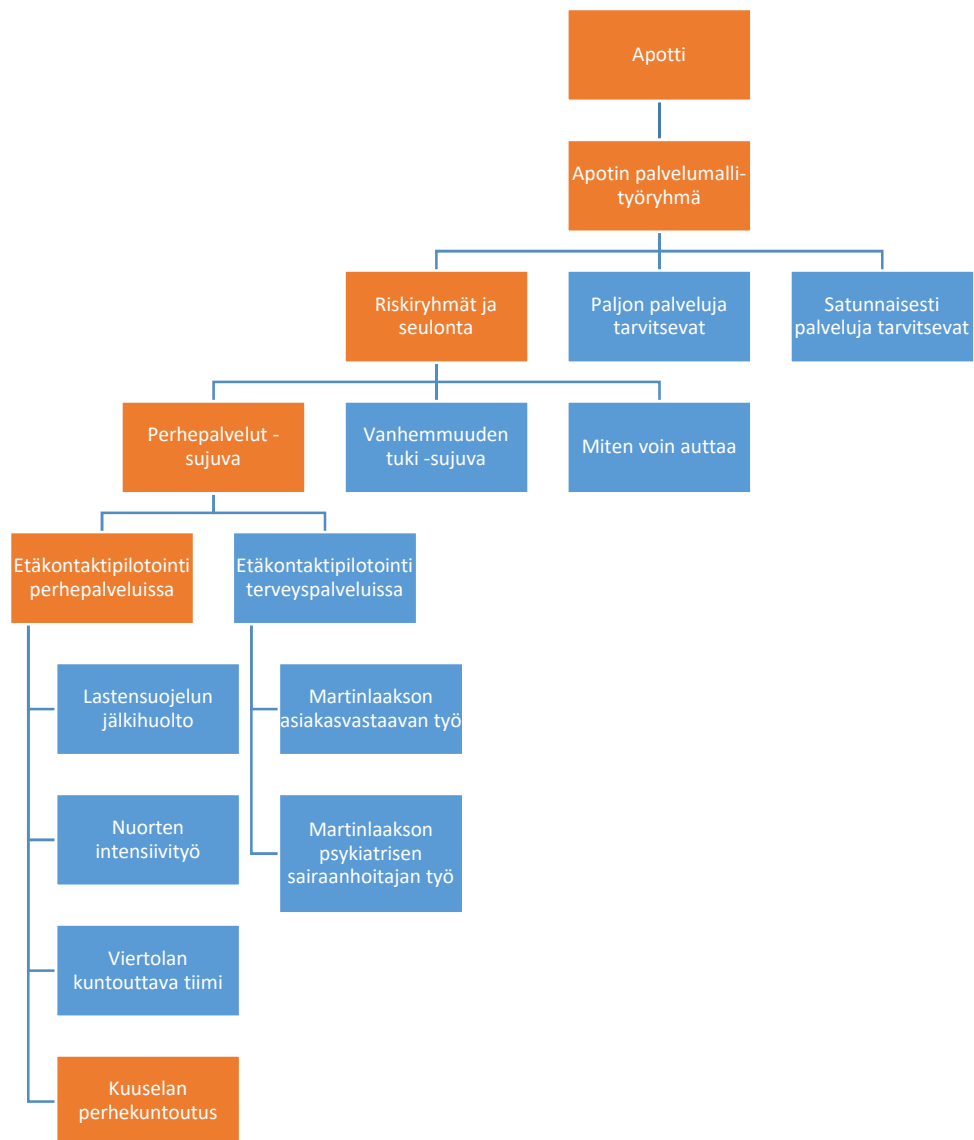 Apotti
Apotin palvelumalli-
työryhmä
Riskiryhmät ja
seulonta
Paljon palveluja
tarvitsevat
Satunnaisesti
palveluja tarvitsevat
Perhepalvelut -
sujuva
Vanhemmuuden
tuki -sujuva
Miten voin auttaa
Etäkontaktipilotointi
perhepalveluissa
Etäkontaktipilotointi
terveyspalveluissa
Lastensuojelun
jälkihuolto
Martinlaakson
asiakasvastaavan työ
Nuorten
intensiivityö
Martinlaakson
psykiatrisen
sairaanhoitajan työ
Viertolan
kuntouttava tiimi
Kuuselan
perhekuntoutus